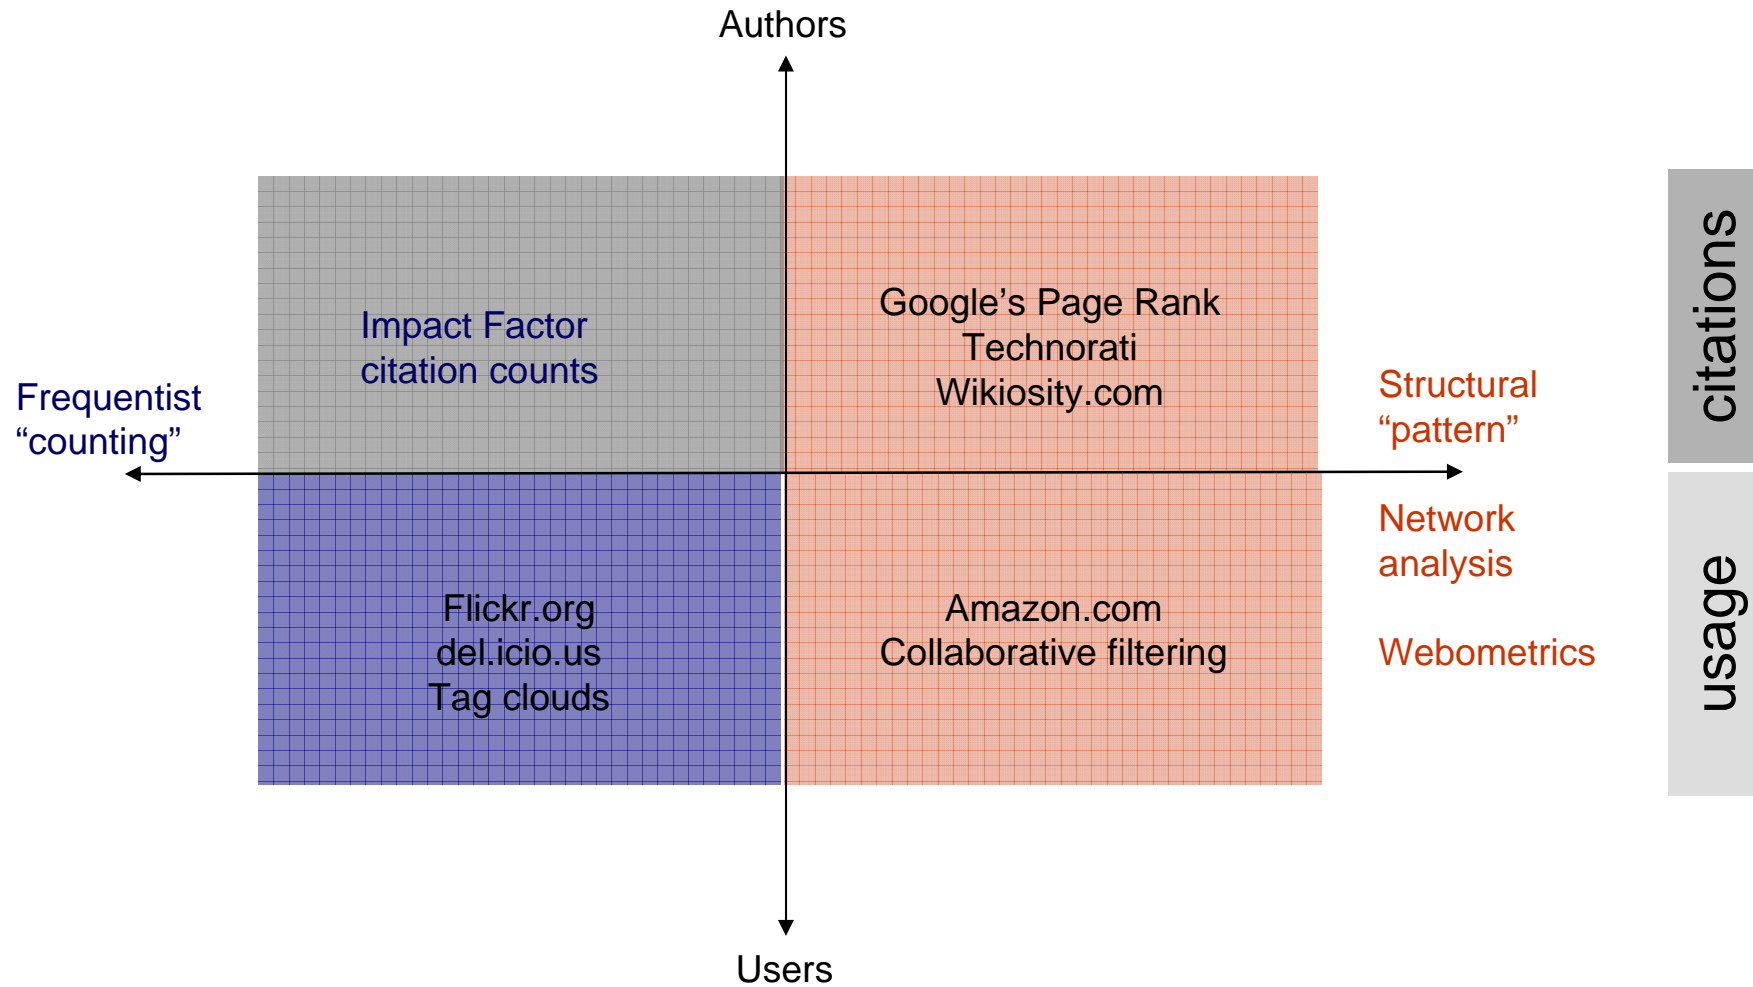 Authors
Impact Factor
citation counts
Google’s Page Rank
Technorati
Wikiosity.com
Frequentist
“counting”
Structural
“pattern”
citations
Flickr.org
del.icio.us
Tag clouds
Amazon.com
Collaborative filtering
Network
analysis
Webometrics
usage
Users